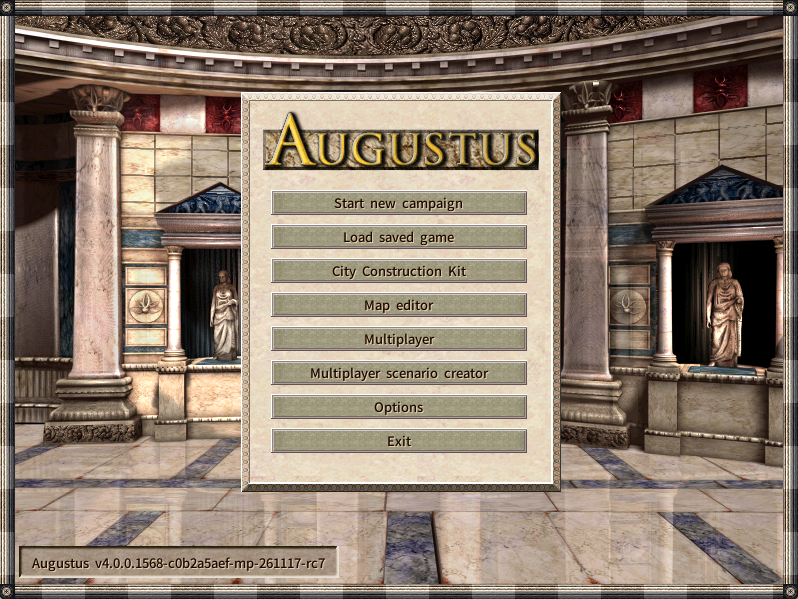 AUGUSTUS
Start new campaign
Load saved game
City Construction Kit
Map editor
Multiplayer
Multiplayer scenario creator
Options
Exit
Augustus v4.0.0.1568-c0b2a5aef-mp-261117-rc7